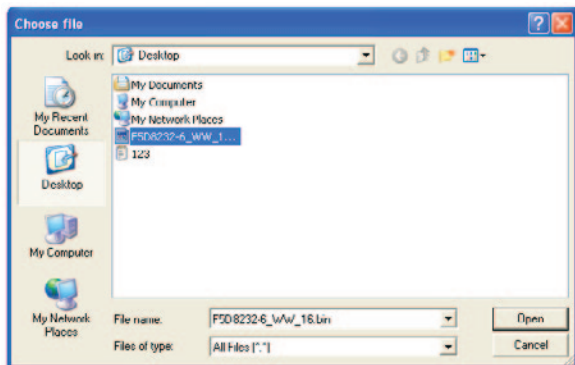 Choose file
Look in:
Desktop
My Recent
Documents
Desktop
My Computer
My Network
Places
My Documents
My Computer
My Network Places
F5D8232-6_WW_1...
123
File name:
F5D8232-6_WW_16.bin
Open
Files of type:
All Files (*.*)
Cancel